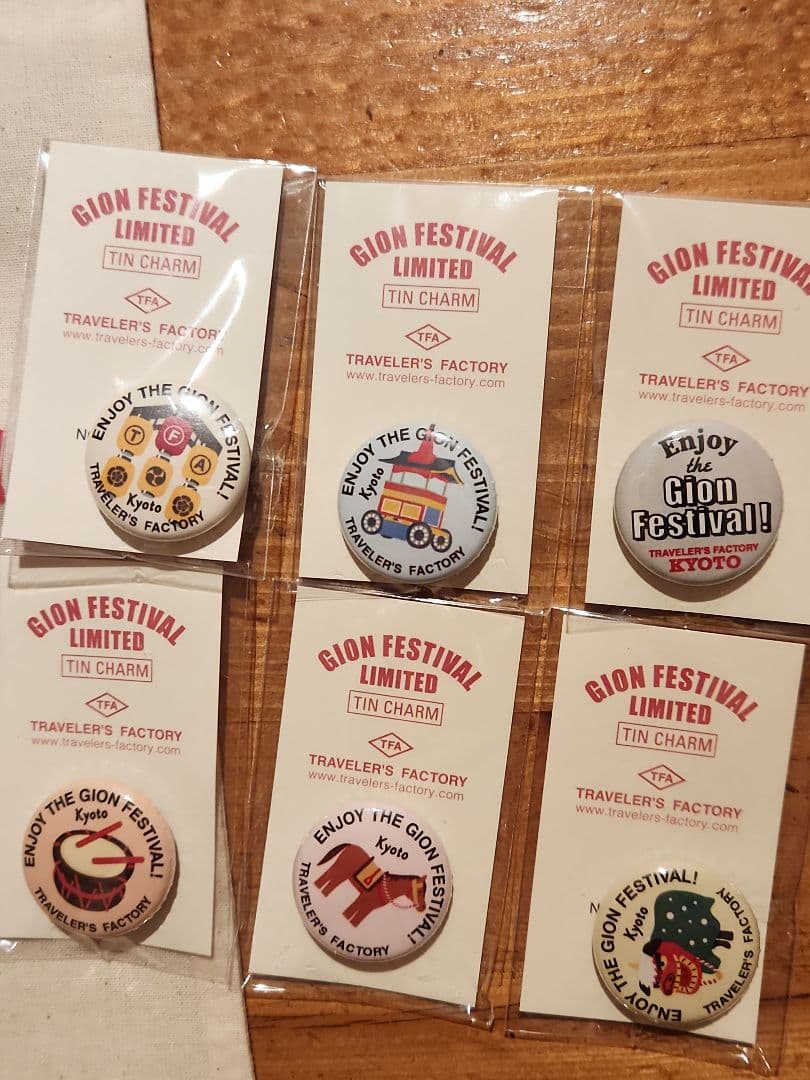 GION FESTIVAL
LIMITED
TIN CHARM
TFA
TRAVELER'S FACTORY
www.travelers-factory.com
ENJOY THE GION FESTIVAL!
T F A
Kyoto
TRAVELER'S FACTORY
GION FESTIVAL
LIMITED
TIN CHARM
TFA
TRAVELER'S FACTORY
www.travelers-factory.com
ENJOY THE GION FESTIVAL!
Kyoto
TRAVELER'S FACTORY
GION FESTIVAL
LIMITED
TIN CHARM
TFA
TRAVELER'S FACTORY
www.travelers-factory.com
Enjoy
the
Gion
Festival!
TRAVELER'S FACTORY
KYOTO
GION FESTIVAL
LIMITED
TIN CHARM
TFA
TRAVELER'S FACTORY
www.travelers-factory.com
ENJOY THE GION FESTIVAL!
Kyoto
TRAVELER'S FACTORY
GION FESTIVAL
LIMITED
TIN CHARM
TFA
TRAVELER'S FACTORY
www.travelers-factory.com
ENJOY THE GION FESTIVAL!
Kyoto
TRAVELER'S FACTORY
GION FESTIVAL
LIMITED
TIN CHARM
TFA
TRAVELER'S FACTORY
www.travelers-factory.com
ENJOY THE GION FESTIVAL!
Kyoto
TRAVELER'S FACTORY